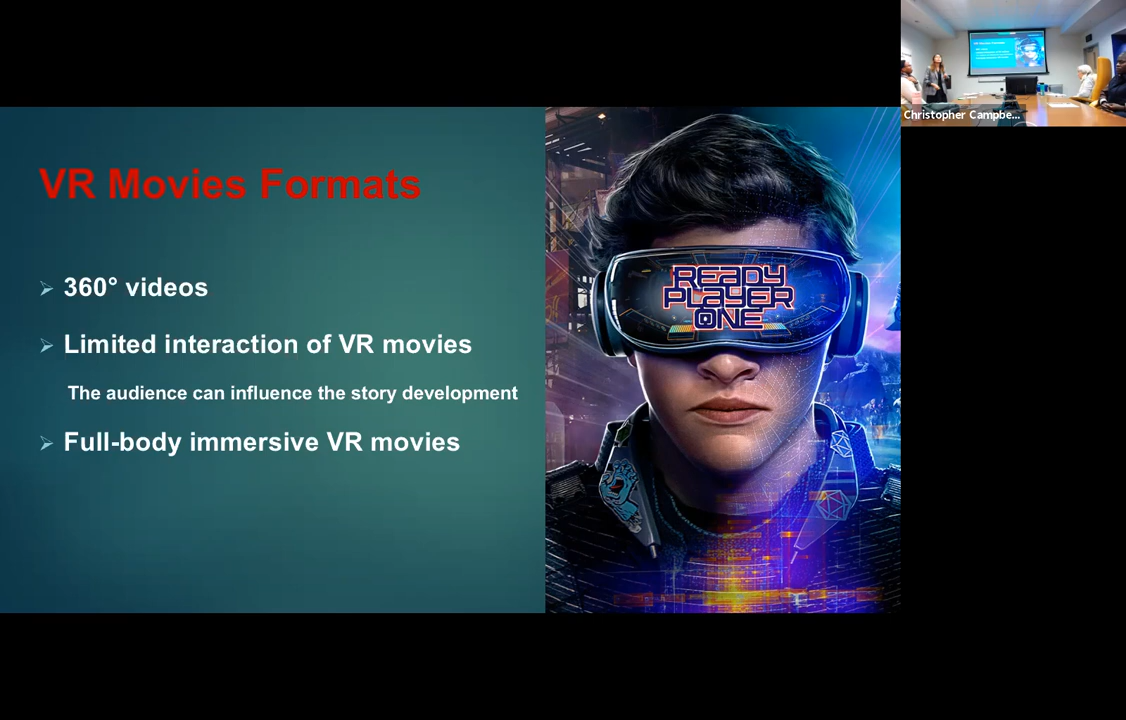 VR Movies Formats
360° videos
Limited interaction of VR movies
The audience can influence the story development
Full-body immersive VR movies
READY
PLAYER
ONE
Christopher Campbe...